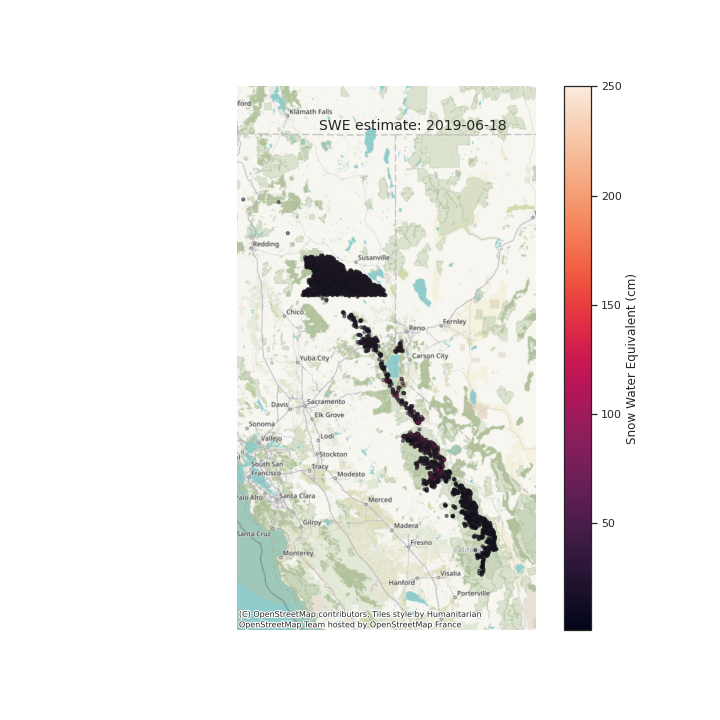 ford
Klamath Falls
SWE estimate: 2019-06-18
Redding
Susanville
Chico
Reno
Fernley
Carson City
Yuba City
Davis
Sacramento
Elk Grove
Sonoma
Vallejo
Lodi
Stockton
South San
Francisco
Tracy
Modesto
Palo Alto
Santa Clara
Merced
Gilroy
Madera
Santa Cruz
Fresno
Monterey
Visalia
Hanford
Porterville
(C) OpenStreetMap contributors, Tiles style by Humanitarian
OpenStreetMap Team hosted by OpenStreetMap France
250
200
150
100
50
Snow Water Equivalent (cm)